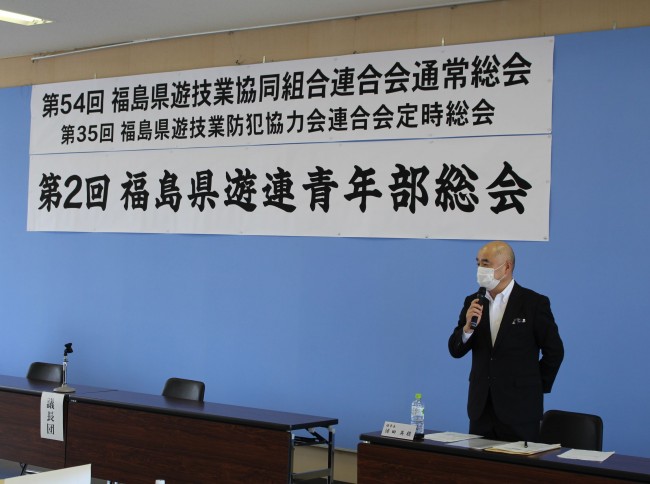 第54回 福島県遊技業協同組合連合会通常総会
第35回 福島県遊技業防犯協力会連合会定時総会
第2回 福島県遊連青年部総会
議長団